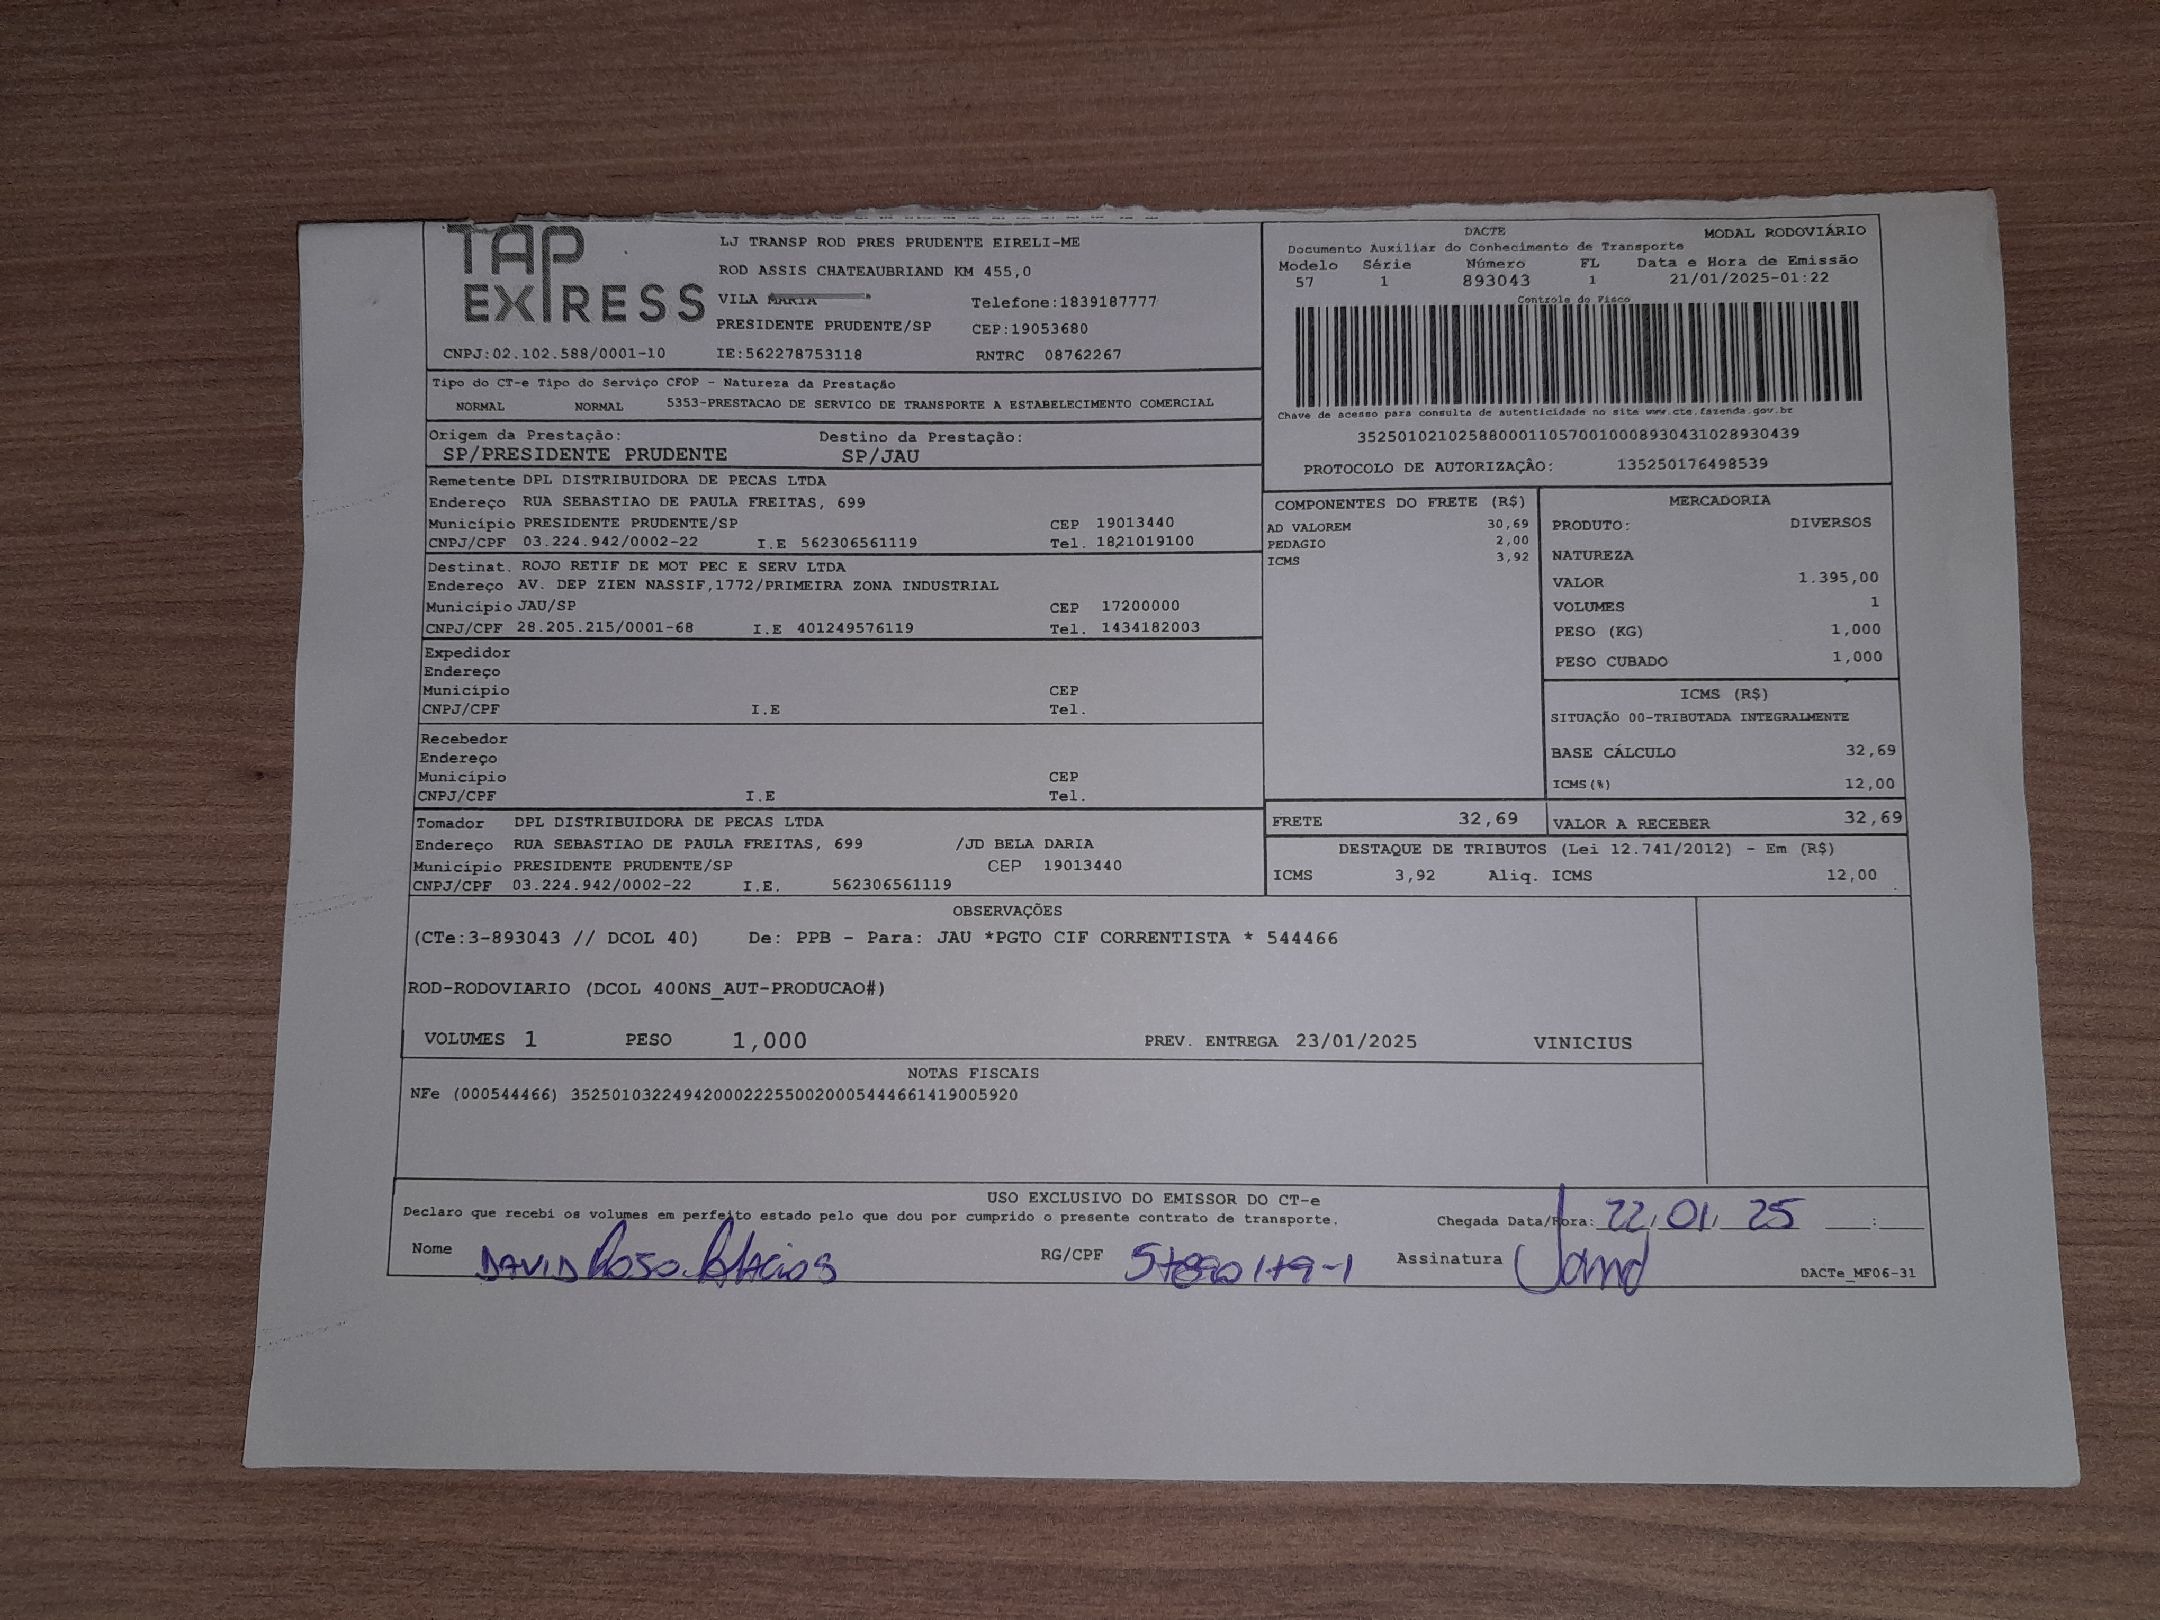 TAP
EXPRESS
LJ TRANSP ROD PRES PRUDENTE EIRELI-ME
ROD ASSIS CHATEAUBRIAND KM 455,0
VILA MARIA Telefone:1839187777
PRESIDENTE PRUDENTE/SP CEP:19053680
CNPJ:02.102.588/0001-10 IE:562278753118 RNTRC 08762267
DACTE MODAL RODOVIÁRIO
Documento Auxiliar do Conhecimento de Transporte
Modelo Série Número FL Data e Hora de Emissão
57 1 893043 1 21/01/2025-01:22
Controle do Fisco
Chave de acesso para consulta de autenticidade no site www.cte.fazenda.gov.br
35250102102588000110570010008930431028930439
PROTOCOLO DE AUTORIZAÇÃO: 135250176498539
Tipo do CT-e Tipo do Serviço CFOP - Natureza da Prestação
NORMAL NORMAL 5353-PRESTACAO DE SERVICO DE TRANSPORTE A ESTABELECIMENTO COMERCIAL
Origem da Prestação: Destino da Prestação:
SP/PRESIDENTE PRUDENTE SP/JAU
Remetente DPL DISTRIBUIDORA DE PECAS LTDA
Endereço RUA SEBASTIAO DE PAULA FREITAS, 699
Município PRESIDENTE PRUDENTE/SP CEP 19013440
CNPJ/CPF 03.224.942/0002-22 I.E 562306561119 Tel. 1821019100
Destinat. ROJO RETIF DE MOT PEC E SERV LTDA
Endereço AV. DEP ZIEN NASSIF,1772/PRIMEIRA ZONA INDUSTRIAL
Município JAU/SP CEP 17200000
CNPJ/CPF 28.205.215/0001-68 I.E 401249576119 Tel. 1434182003
Expedidor
Endereço
Município CEP
CNPJ/CPF I.E Tel.
Recebedor
Endereço
Município CEP
CNPJ/CPF I.E Tel.
Tomador DPL DISTRIBUIDORA DE PECAS LTDA
Endereço RUA SEBASTIAO DE PAULA FREITAS, 699 /JD BELA DARIA
Município PRESIDENTE PRUDENTE/SP CEP 19013440
CNPJ/CPF 03.224.942/0002-22 I.E. 562306561119
COMPONENTES DO FRETE (R$)
AD VALOREM 30,69
PEDAGIO 2,00
ICMS 3,92
MERCADORIA
PRODUTO: DIVERSOS
NATUREZA
VALOR 1.395,00
VOLUMES 1
PESO (KG) 1,000
PESO CUBADO 1,000
ICMS (R$)
SITUAÇÃO 00-TRIBUTADA INTEGRALMENTE
BASE CÁLCULO 32,69
ICMS(%) 12,00
FRETE 32,69 VALOR A RECEBER 32,69
DESTAQUE DE TRIBUTOS (Lei 12.741/2012) - Em (R$)
ICMS 3,92 Aliq. ICMS 12,00
OBSERVAÇÕES
(CTe:3-893043 // DCOL 40) De: PPB - Para: JAU *PGTO CIF CORRENTISTA * 544466
ROD-RODOVIARIO (DCOL 400NS_AUT-PRODUCAO#)
VOLUMES 1 PESO 1,000 PREV. ENTREGA 23/01/2025 VINICIUS
NOTAS FISCAIS
NFe (000544466) 35250103224942000222550020005444661419005920
USO EXCLUSIVO DO EMISSOR DO CT-e
Declaro que recebi os volumes em perfeito estado pelo que dou por cumprido o presente contrato de transporte.
Chegada Data/Hora: 22/01/25 __:__
Nome DAVID RG/CPF Assinatura
DACTe_MF06-31